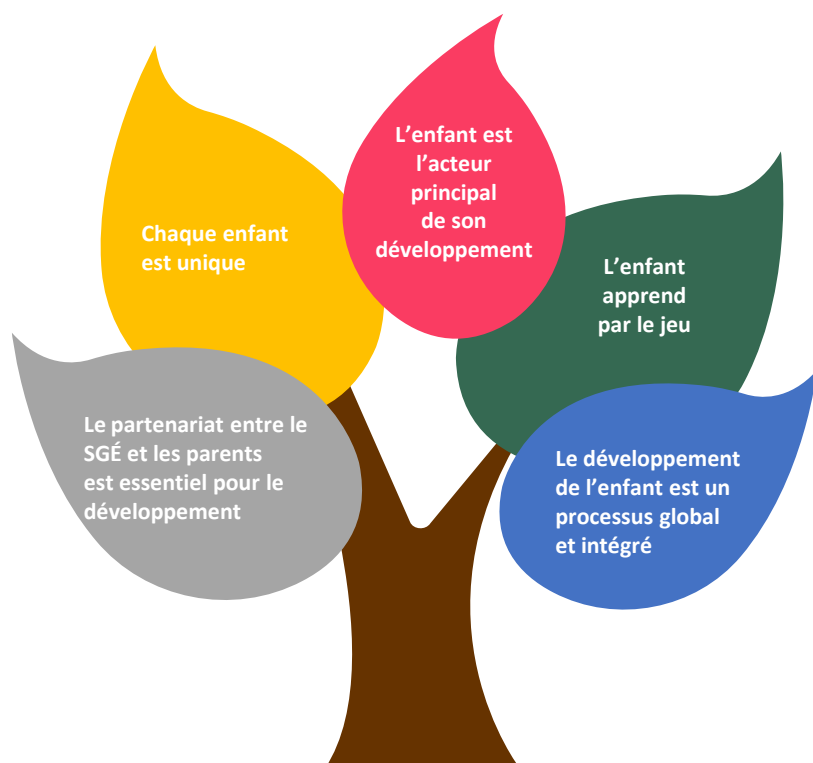 L'enfant est
l'acteur
principal
de son
développement
Chaque enfant
est unique
L'enfant
apprend
par le jeu
Le partenariat entre le
SGÉ et les parents
est essentiel pour le
développement
Le développement
de l'enfant est un
processus global
et intégré